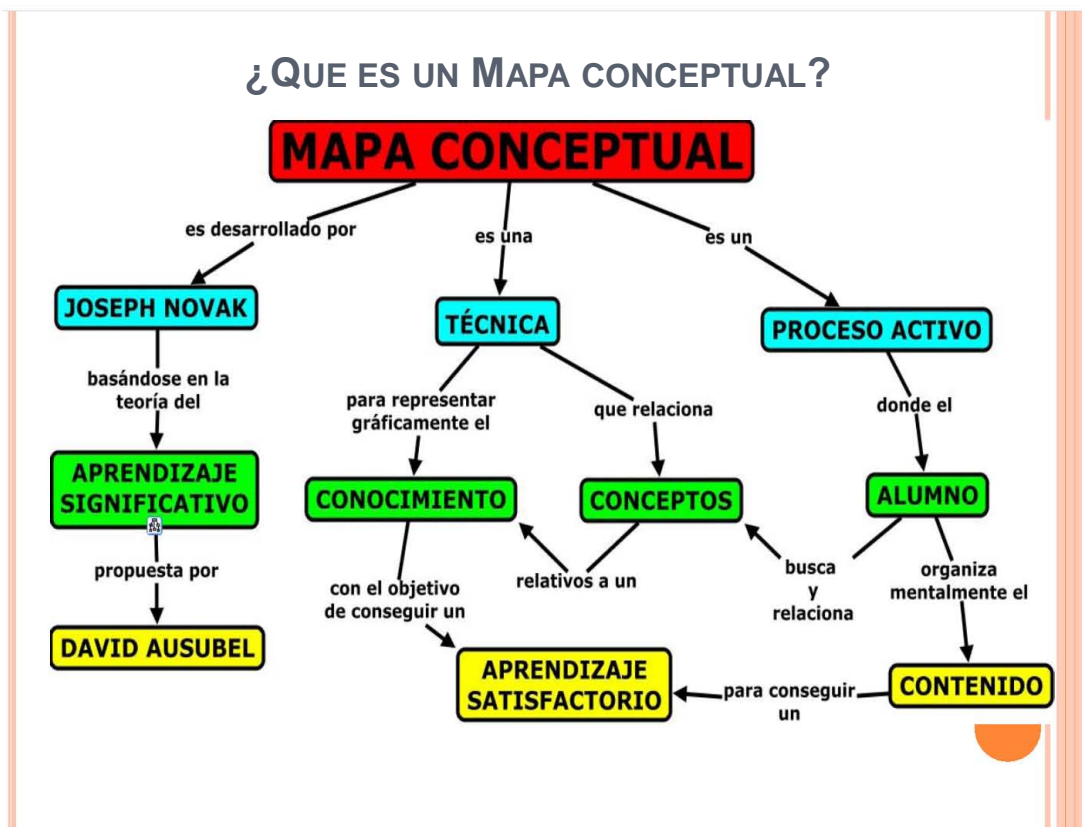 ¿QUE ES UN MAPA CONCEPTUAL?
MAPA CONCEPTUAL
es desarrollado por
es una
es un
JOSEPH NOVAK
TÉCNICA
PROCESO ACTIVO
basándose en la
teoría del
para representar
gráficamente el
que relaciona
donde el
APRENDIZAJE
SIGNIFICATIVO
CONOCIMIENTO
CONCEPTOS
ALUMNO
propuesta por
con el objetivo
de conseguir un
relativos a un
busca
y
relaciona
organiza
mentalmente el
DAVID AUSUBEL
APRENDIZAJE
SATISFACTORIO
para conseguir
un
CONTENIDO